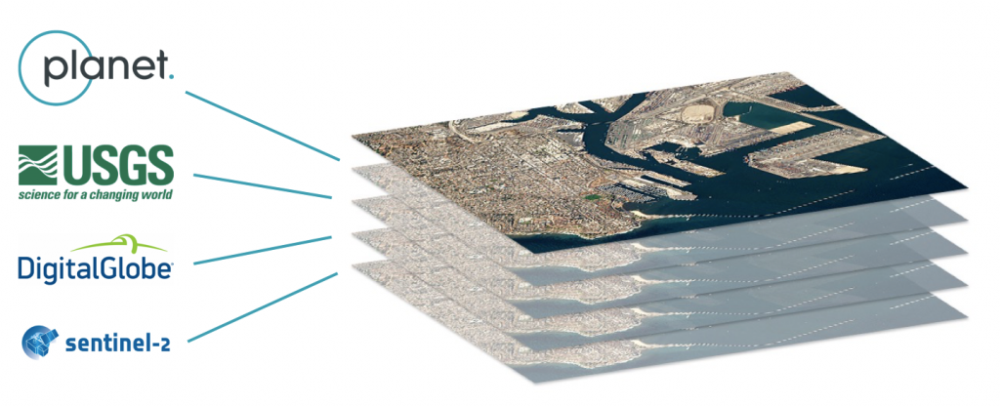 planet.
USGS
science for a changing world
DigitalGlobe
sentinel-2